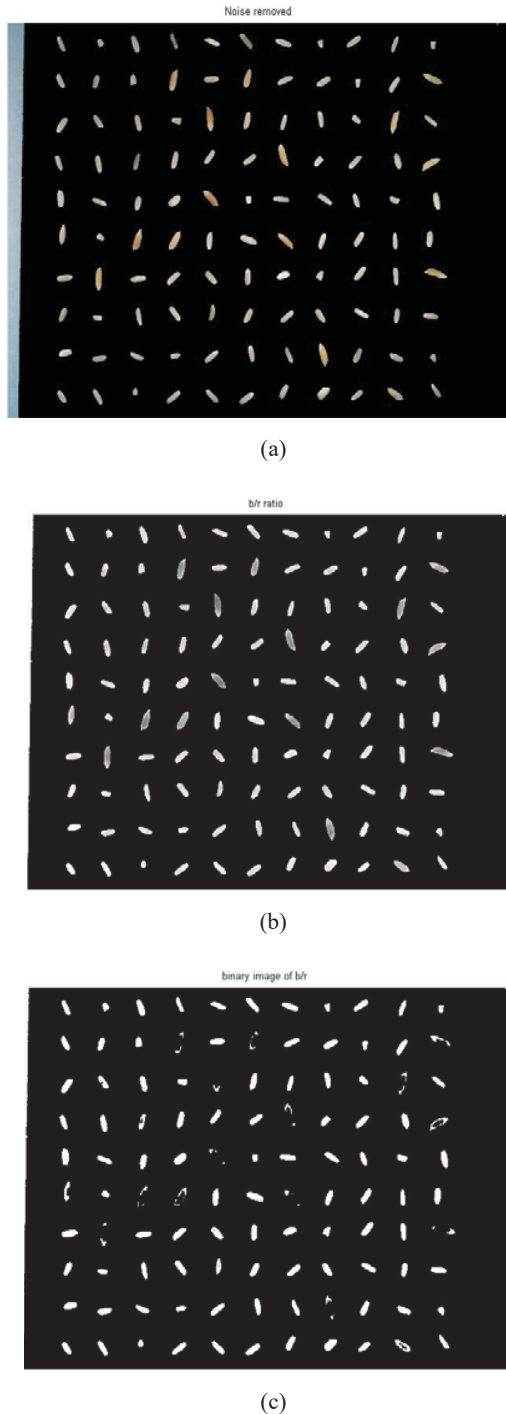 Noise removed
(a)
b/r ratio
(b)
binary image of b/r
(c)